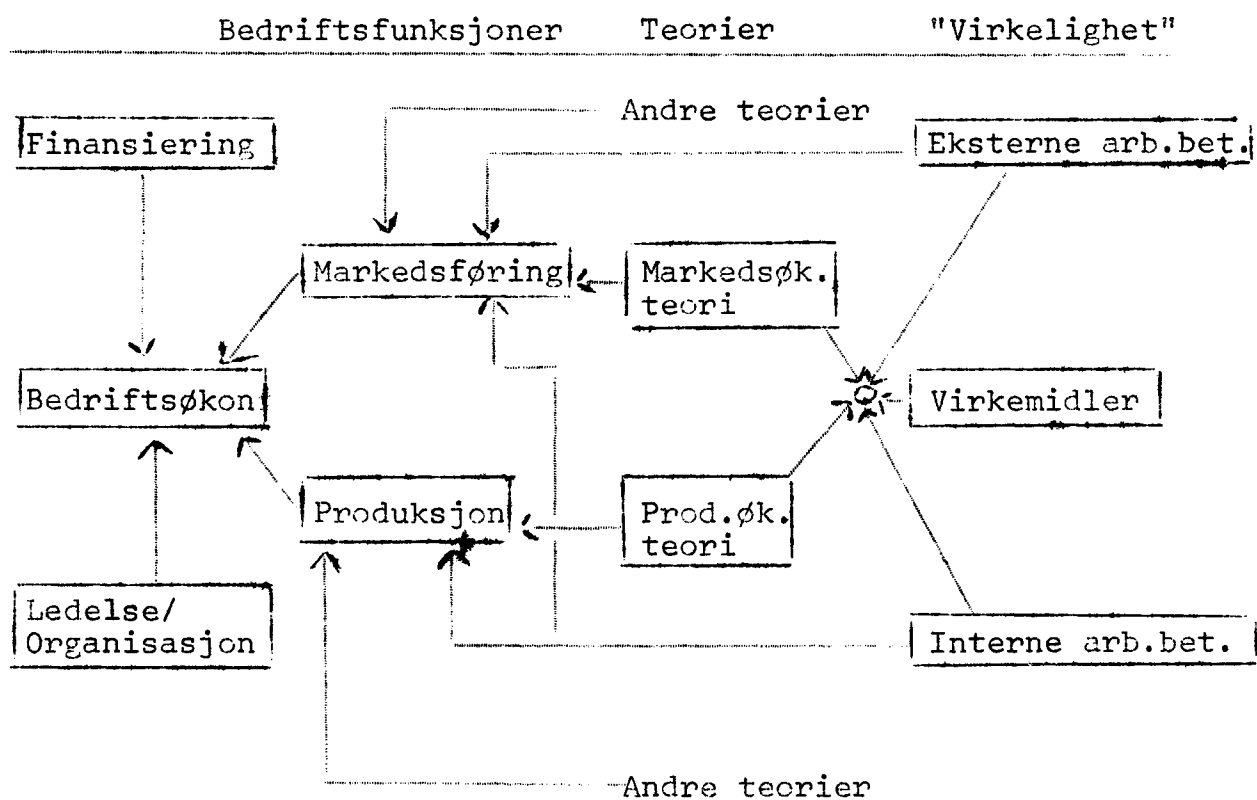 Bedriftsfunksjoner Teorier "Virkelighet"
Andre teorier
Finansiering
Eksterne arb.bet.
Markedsføring
Markedsøk.
teori
Bedriftsøkon
Virkemidler
Produksjon
Prod.øk.
teori
Ledelse/
Organisasjon
Interne arb.bet.
Andre teorier